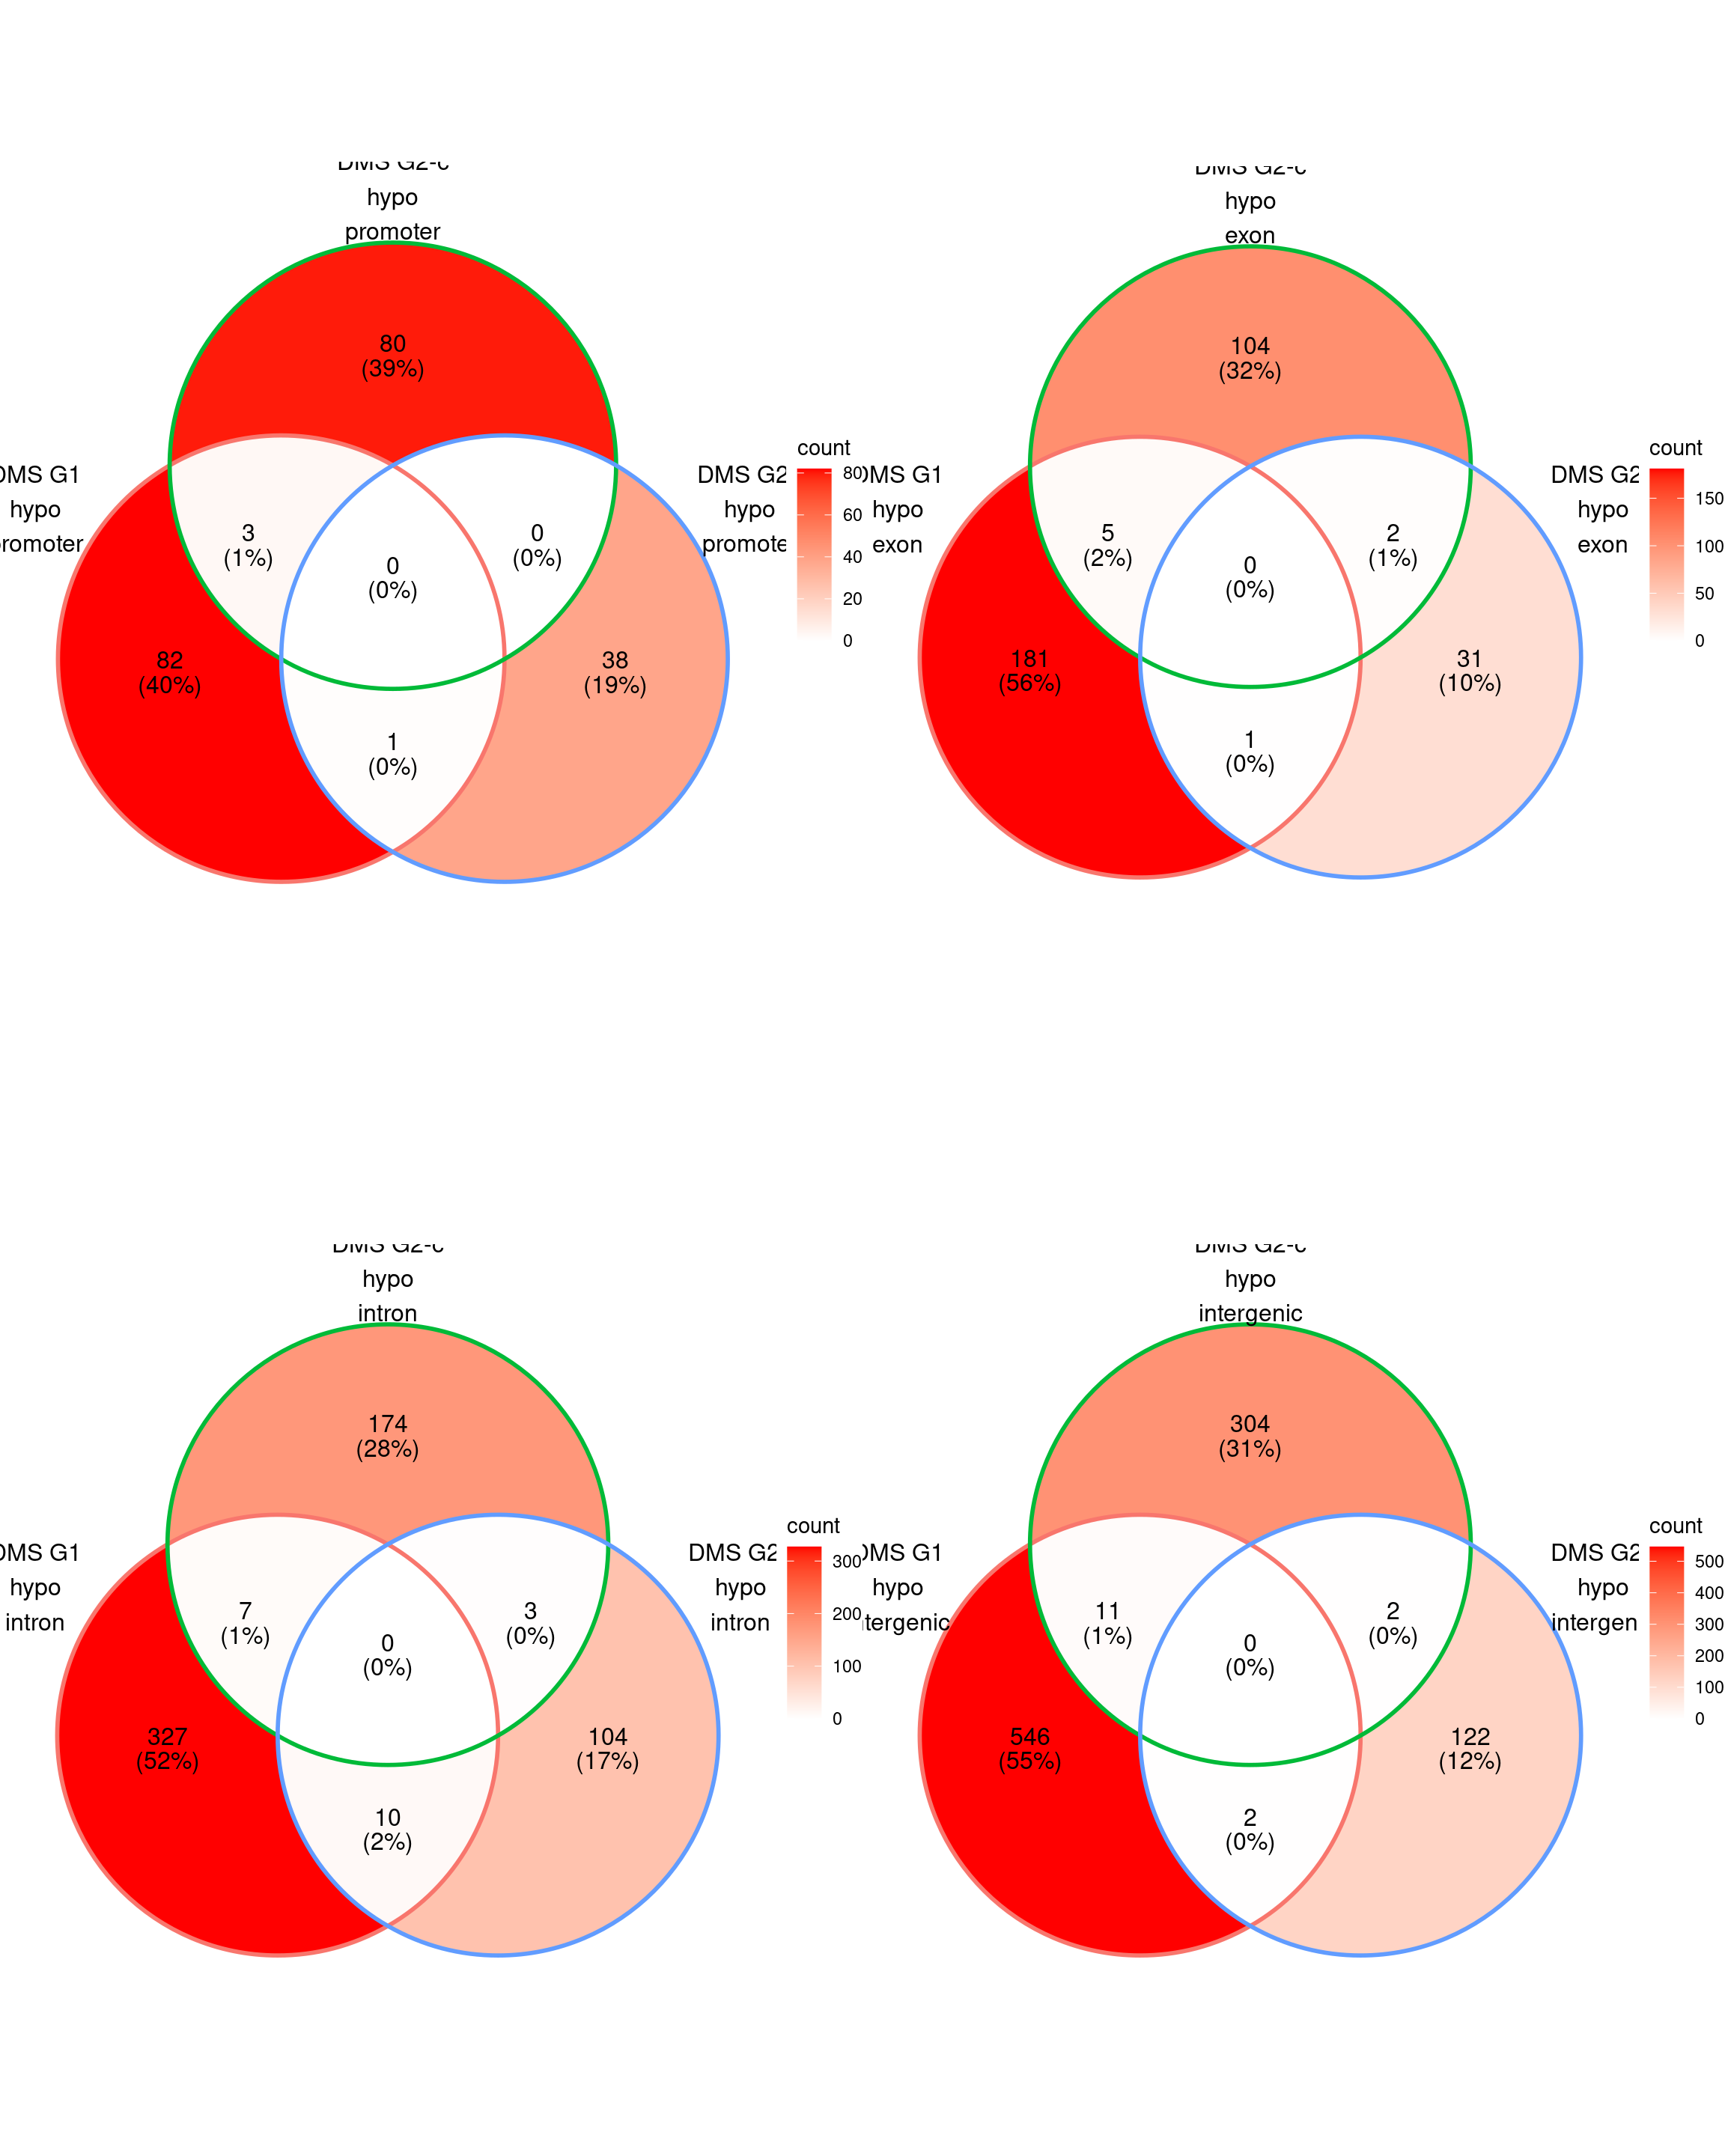 DMS G2-c
hypo
promoter
80
(39%)
DMS G1
hypo
promoter
DMS G2
hypo
promote
3
(1%)
0
(0%)
0
(0%)
82
(40%)
38
(19%)
1
(0%)
count
80
60
40
20
0
DMS G2-c
hypo
exon
104
(32%)
DMS G1
hypo
exon
DMS G2
hypo
exon
5
(2%)
2
(1%)
0
(0%)
181
(56%)
31
(10%)
1
(0%)
count
150
100
50
0
DMS G2-c
hypo
intron
174
(28%)
DMS G1
hypo
intron
DMS G2
hypo
intron
7
(1%)
3
(0%)
0
(0%)
327
(52%)
104
(17%)
10
(2%)
count
300
200
100
0
DMS G2-c
hypo
intergenic
304
(31%)
DMS G1
hypo
tergenic
DMS G2
hypo
intergen
11
(1%)
2
(0%)
0
(0%)
546
(55%)
122
(12%)
2
(0%)
count
500
400
300
200
100
0